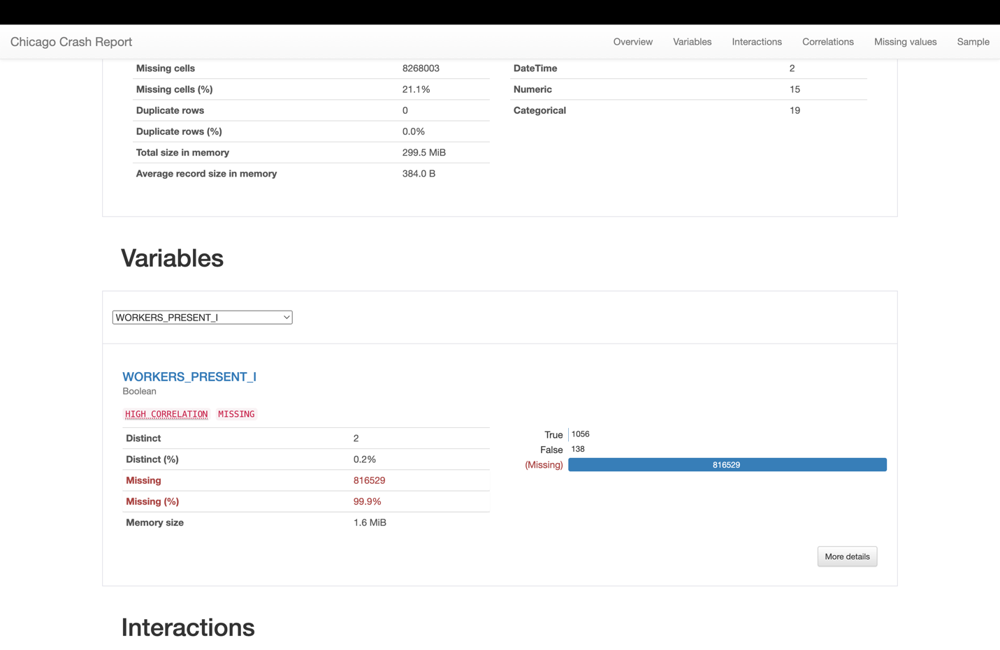 Chicago Crash Report
Overview Variables Interactions Correlations Missing values Sample
Missing cells 8268003
Missing cells (%) 21.1%
Duplicate rows 0
Duplicate rows (%) 0.0%
Total size in memory 299.5 MiB
Average record size in memory 384.0 B
DateTime 2
Numeric 15
Categorical 19
Variables
WORKERS_PRESENT_I
WORKERS_PRESENT_I
Boolean
HIGH CORRELATION MISSING
Distinct 2
Distinct (%) 0.2%
Missing 816529
Missing (%) 99.9%
Memory size 1.6 MiB
True 1056
False 138
(Missing) 816529
More details
Interactions